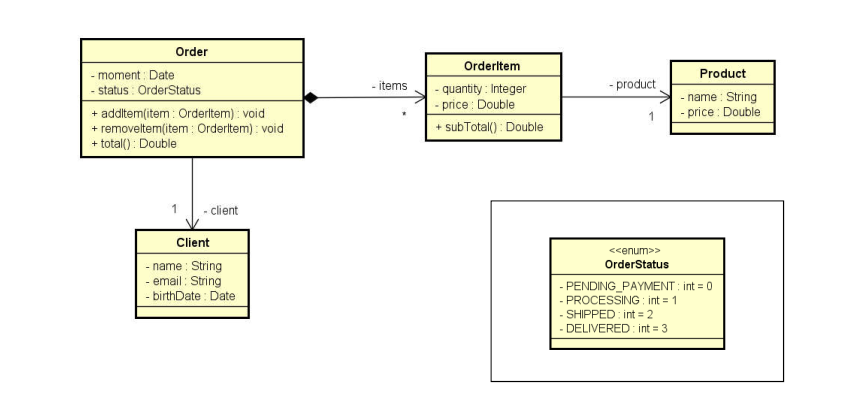 Order
- moment : Date
- status : OrderStatus
+ addItem(item : OrderItem) : void
+ removeItem(item : OrderItem) : void
+ total() : Double
- items
*
OrderItem
- quantity : Integer
- price : Double
+ subTotal() : Double
- product
1
Product
- name : String
- price : Double
1
- client
Client
- name : String
- email : String
- birthDate : Date
<<enum>>
OrderStatus
- PENDING_PAYMENT : int = 0
- PROCESSING : int = 1
- SHIPPED : int = 2
- DELIVERED : int = 3